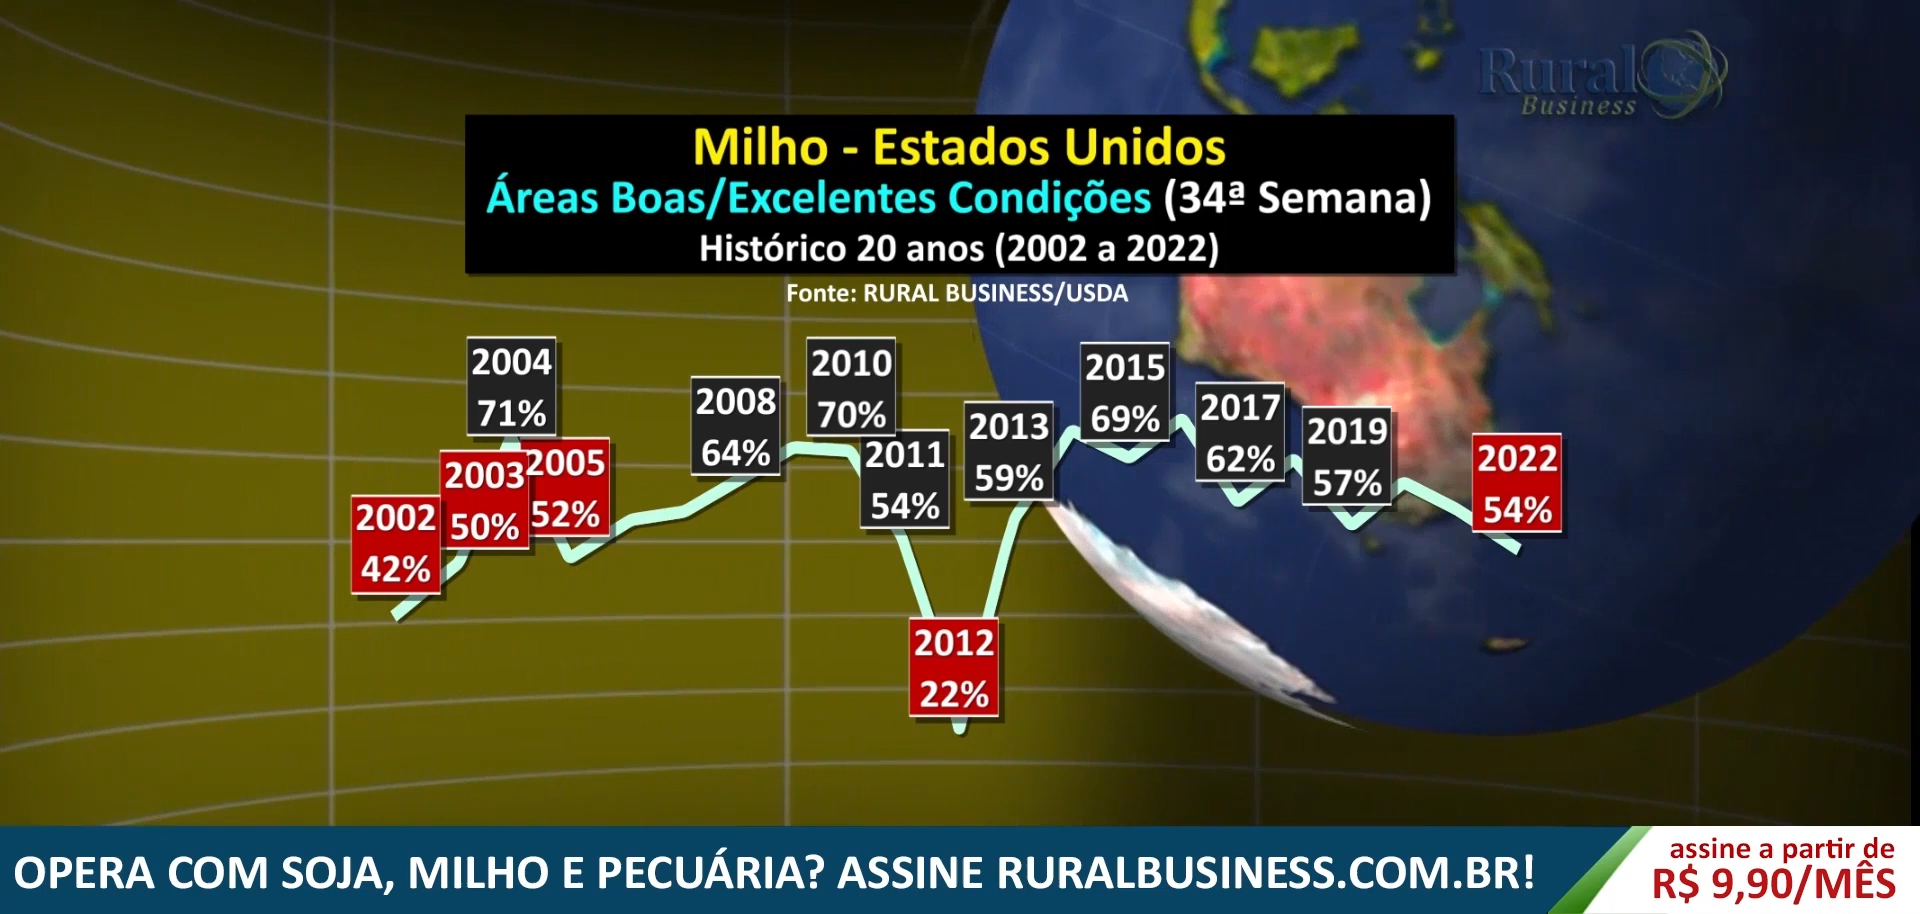 Rural
Business
Milho - Estados Unidos
Áreas Boas/Excelentes Condições (34ª Semana)
Histórico 20 anos (2002 a 2022)
Fonte: RURAL BUSINESS/USDA
2002
42%
2003
50%
2004
71%
2005
52%
2008
64%
2010
70%
2011
54%
2012
22%
2013
59%
2015
69%
2017
62%
2019
57%
2022
54%
OPERA COM SOJA, MILHO E PECUÁRIA? ASSINE RURALBUSINESS.COM.BR!
assine a partir de
R$ 9,90/MÊS